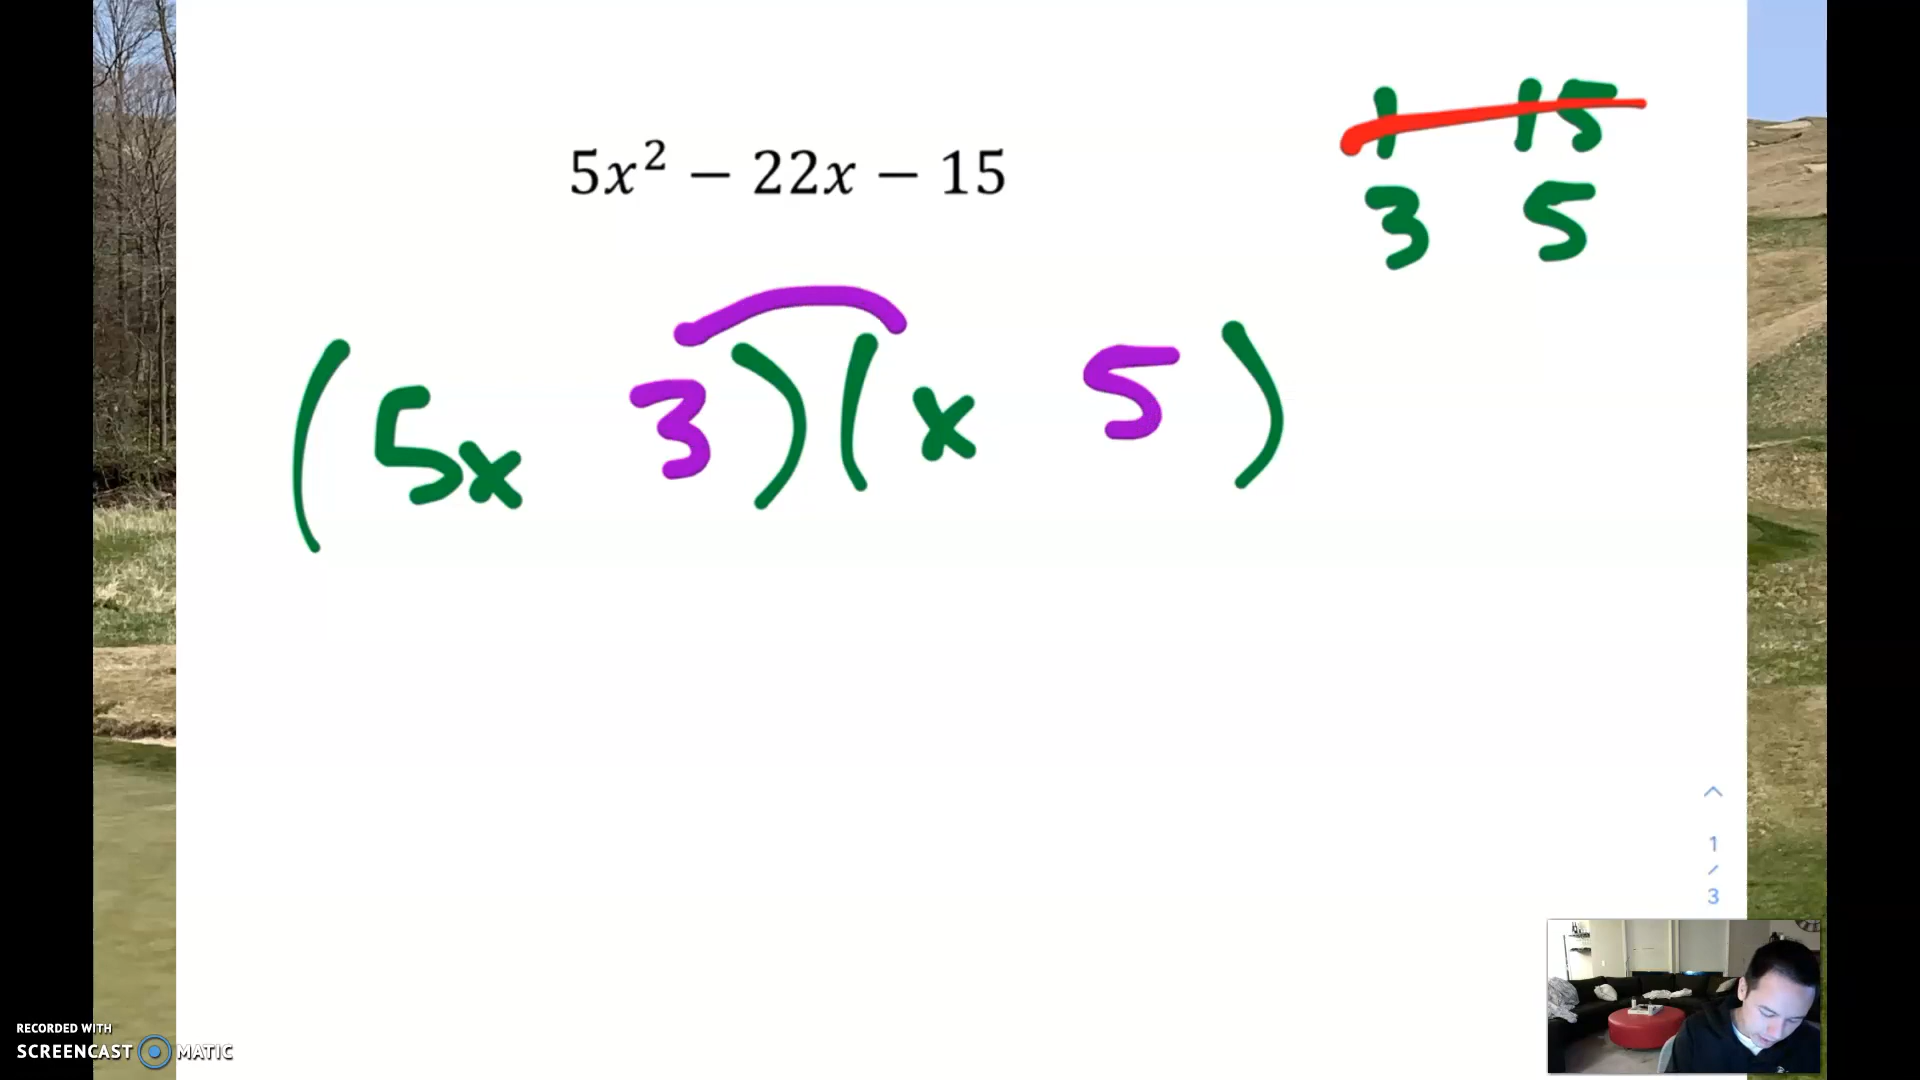 1 15
5x² − 22x − 15
3 5
(5x 3)(x 5)
1
/
3
RECORDED WITH
SCREENCAST MATIC